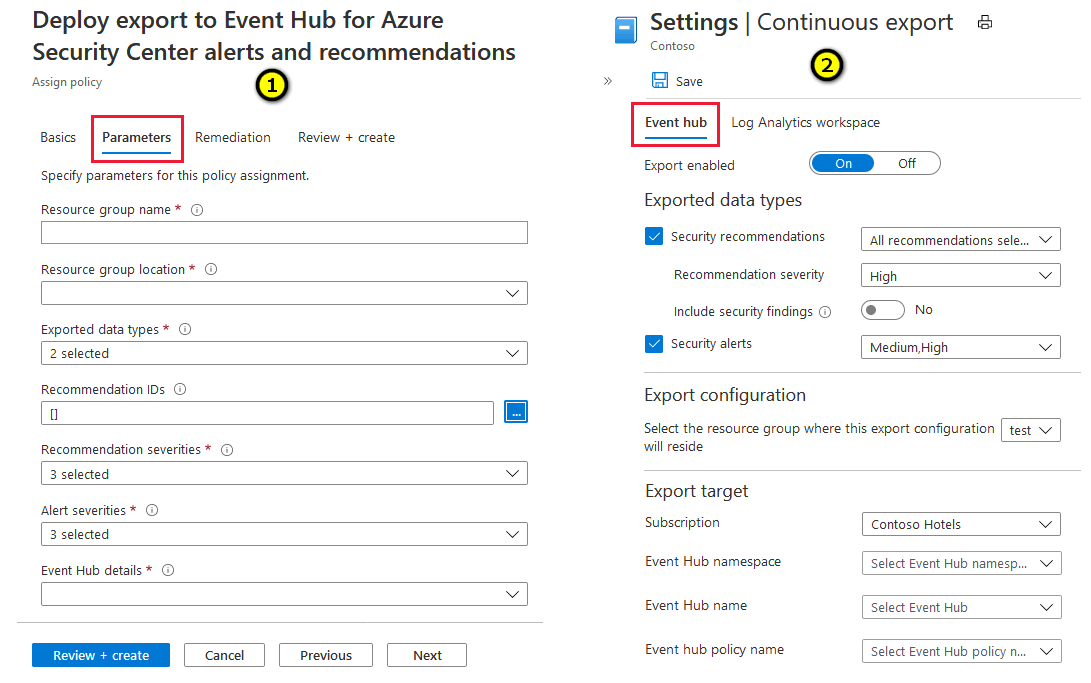 Deploy export to Event Hub for Azure
Security Center alerts and recommendations
Assign policy
1
Basics
Parameters
Remediation
Review + create
Specify parameters for this policy assignment.
Resource group name *
Resource group location *
Exported data types *
2 selected
Recommendation IDs
[]
...
Recommendation severities *
3 selected
Alert severities *
3 selected
Event Hub details *
Review + create
Cancel
Previous
Next
Settings | Continuous export
Contoso
2
»
Save
Event hub
Log Analytics workspace
Export enabled
On
Off
Exported data types
Security recommendations
All recommendations sele...
Recommendation severity
High
Include security findings
No
Security alerts
Medium,High
Export configuration
Select the resource group where this export configuration
will reside
test
Export target
Subscription
Contoso Hotels
Event Hub namespace
Select Event Hub namesp...
Event Hub name
Select Event Hub
Event hub policy name
Select Event Hub policy n...